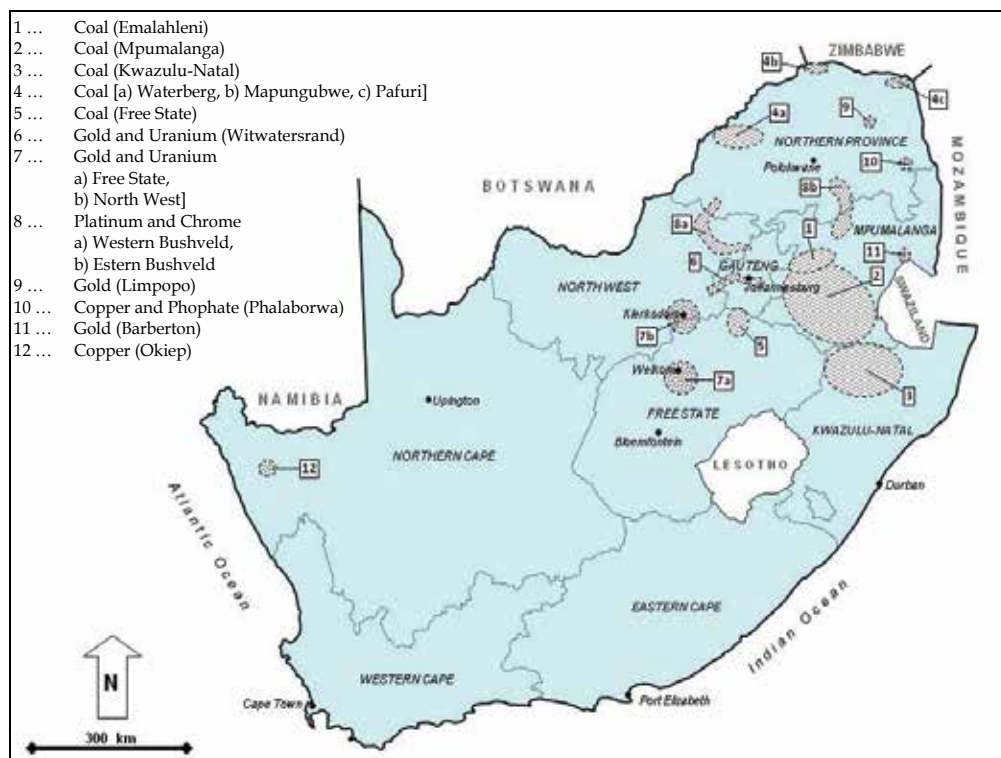 1 … Coal (Emalahleni)
2 … Coal (Mpumalanga)
3 … Coal (Kwazulu-Natal)
4 … Coal [a) Waterberg, b) Mapungubwe, c) Pafuri]
5 … Coal (Free State)
6 … Gold and Uranium (Witwatersrand)
7 … Gold and Uranium
a) Free State,
b) North West]
8 … Platinum and Chrome
a) Western Bushveld,
b) Estern Bushveld
9 … Gold (Limpopo)
10 … Copper and Phophate (Phalaborwa)
11 … Gold (Barberton)
12 … Copper (Okiep)
ZIMBABWE
4b
4c
4a
9
NORTHERN PROVINCE
10
Polokwane
MOZAMBIQUE
BOTSWANA
8b
8a
1
MPUMALANGA
11
6
GAUTENG
2
Johannesburg
SWAZILAND
NORTH WEST
Klerksdorp
7b
5
Welkom
7a
3
NAMIBIA
Upington
FREE STATE
KWAZULU-NATAL
Bloemfontein
NORTHERN CAPE
LESOTHO
12
Durban
Atlantic Ocean
EASTERN CAPE
Indian Ocean
WESTERN CAPE
N
Cape Town
Port Elizabeth
300 km